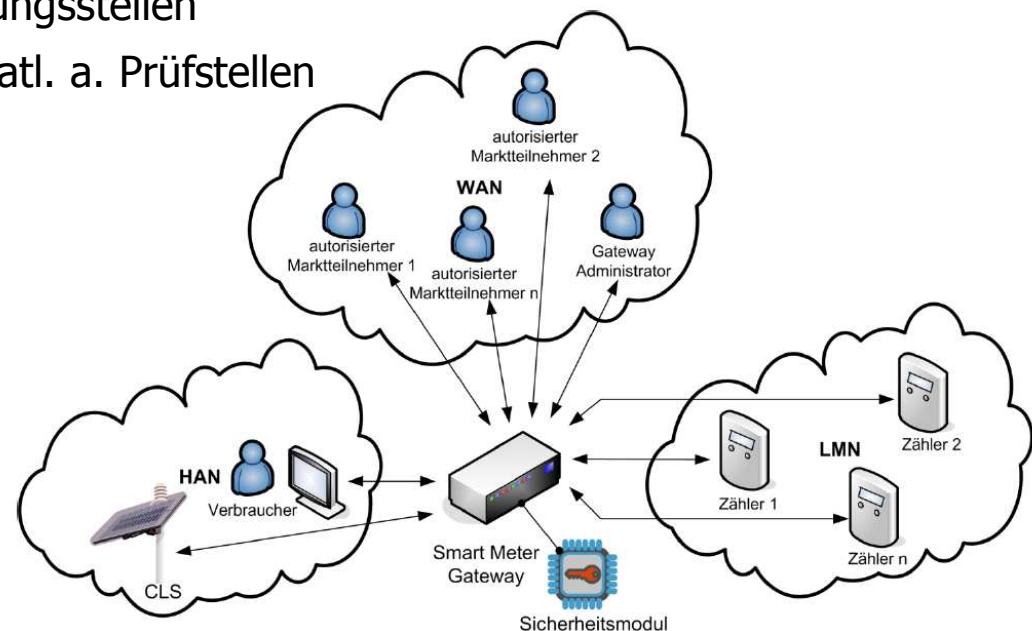 atl. a. Prüfstellen
autorisierter
Marktteilnehmer 2
WAN
autorisierter
Marktteilnehmer 1
autorisierter
Marktteilnehmer n
Gateway
Administrator
HAN
Verbraucher
CLS
Smart Meter
Gateway
Sicherheitsmodul
LMN
Zähler 1
Zähler 2
Zähler n